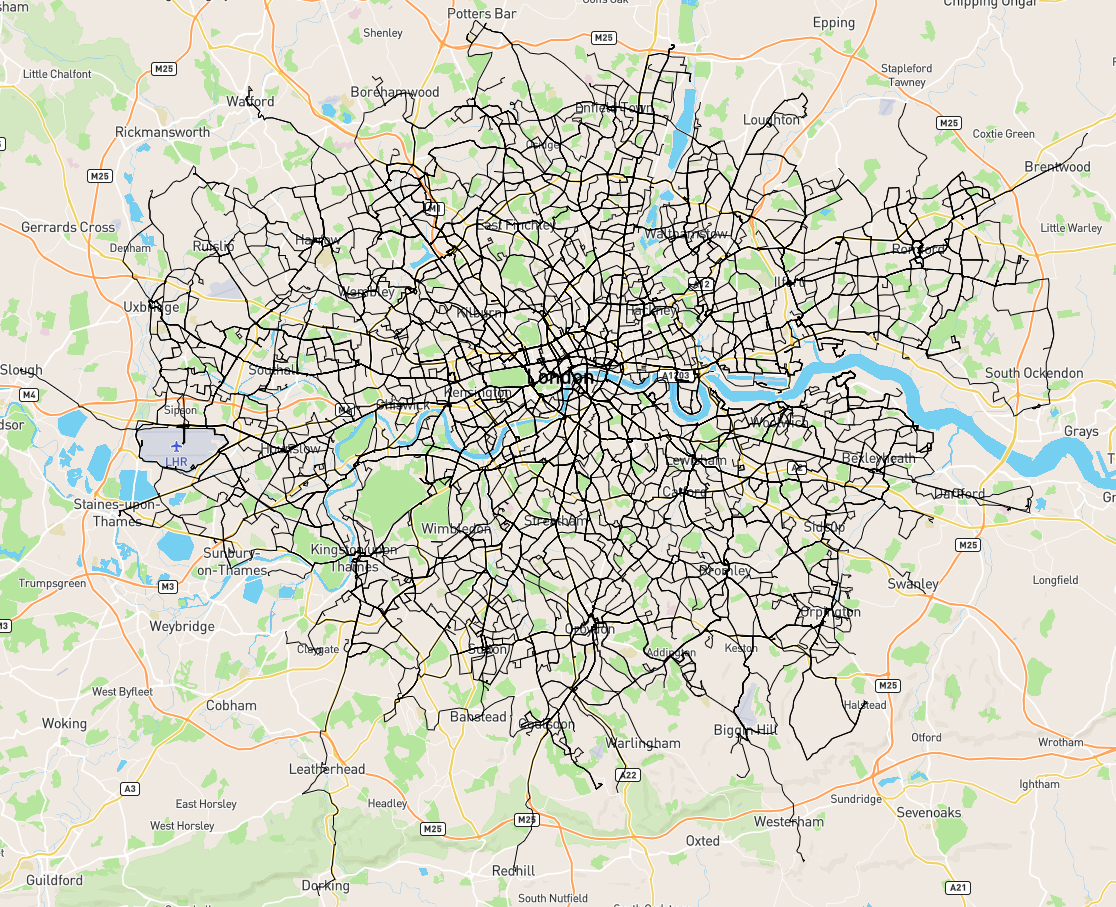 Potters Bar
Chipping Ongar
Epping
Shenley
M25
M25
Little Chalfont
Stapleford
Tawney
Borehamwood
Watford
Enfield Town
Loughton
M25
Rickmansworth
Coxtie Green
Brentwood
M25
M1
Gerrards Cross
East Finchley
Walthamstow
Little Warley
Denham
Ruislip
Harrow
Romford
A12
Ilford
Wembley
Uxbridge
Kilburn
Hackney
Slough
Southall
London
A1203
South Ockendon
M4
Kensington
Chiswick
M4
Sipson
Woolwich
Grays
LHR
Hounslow
Lewisham
A2
Bexleyheath
Catford
Dartford
Staines-upon-
Thames
Streatham
Wimbledon
Sidcup
M25
Sunbury-
on-Thames
Kingston upon
Thames
Bromley
Trumpsgreen
M3
Swanley
Longfield
M3
Weybridge
Orpington
Croydon
Claygate
Sutton
Addington
Keston
M25
West Byfleet
Cobham
Halstead
Woking
Banstead
Coulsdon
Biggin Hill
Otford
Warlingham
Wrotham
Leatherhead
A22
Ightham
A3
East Horsley
Headley
Sundridge
Sevenoaks
West Horsley
M25
M25
Westerham
Oxted
Redhill
Guildford
Dorking
A21
South Nutfield